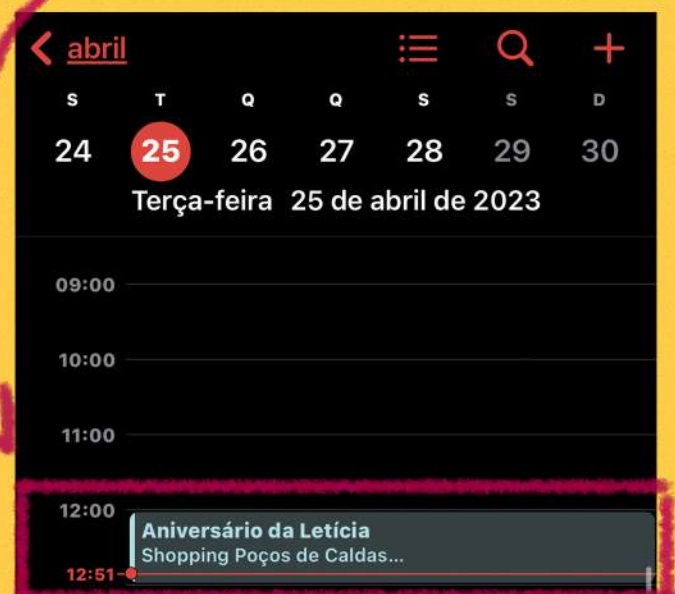 abril
S T Q Q S S D
24 25 26 27 28 29 30
Terça-feira 25 de abril de 2023
09:00
10:00
11:00
12:00
Aniversário da Letícia
Shopping Poços de Caldas...
12:51